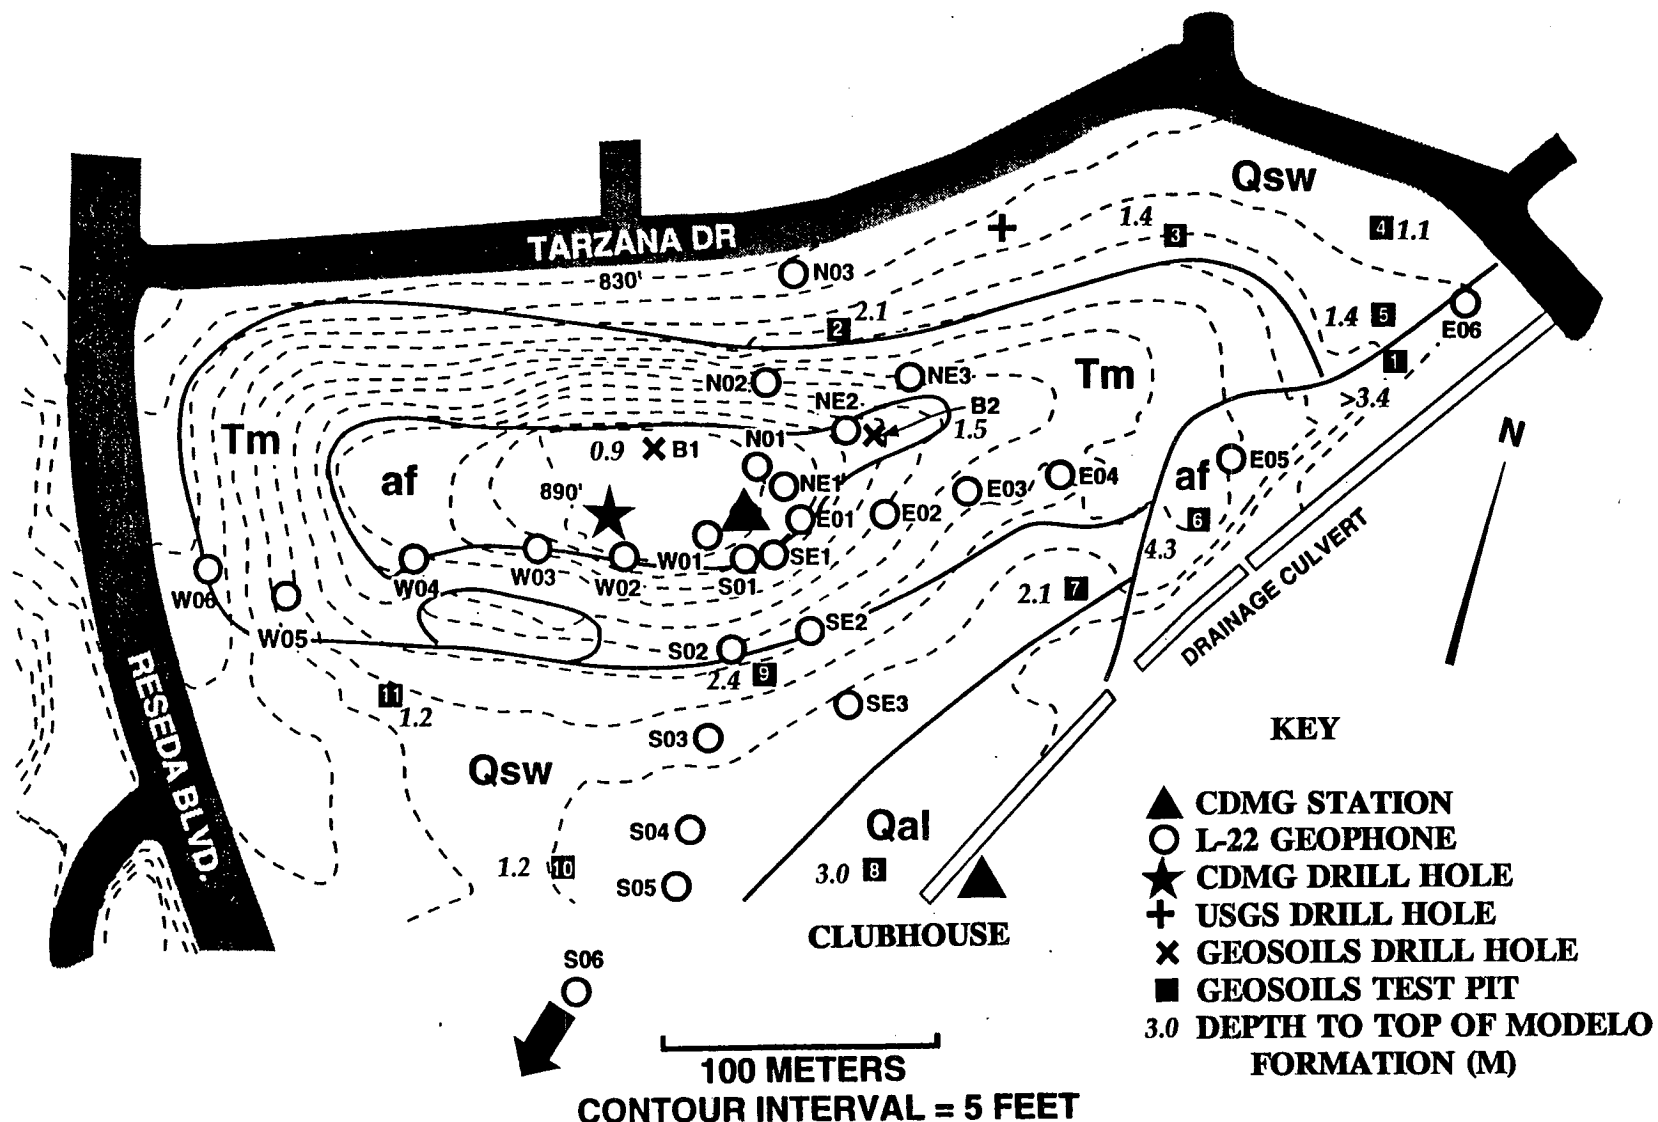 Qsw
1.4
3
4 1.1
TARZANA DR
830'
N03
2 2.1
1.4 5
E06
1
N02
NE3
Tm
NE2
B2
>3.4
1.5
N
Tm
N01
0.9 B1
af
NE1
E03
E04
af
E05
890'
E01
E02
6
W01
SE1
4.3
W04
W03
W02
S01
DRAINAGE CULVERT
W06
2.1 7
W05
SE2
S02
2.4 9
11
1.2
SE3
RESEDA BLVD.
S03
KEY
Qsw
CDMG STATION
S04
Qal
L-22 GEOPHONE
1.2 10
3.0 8
CDMG DRILL HOLE
S05
USGS DRILL HOLE
CLUBHOUSE
GEOSOILS DRILL HOLE
S06
GEOSOILS TEST PIT
3.0 DEPTH TO TOP OF MODELO
FORMATION (M)
100 METERS
CONTOUR INTERVAL = 5 FEET